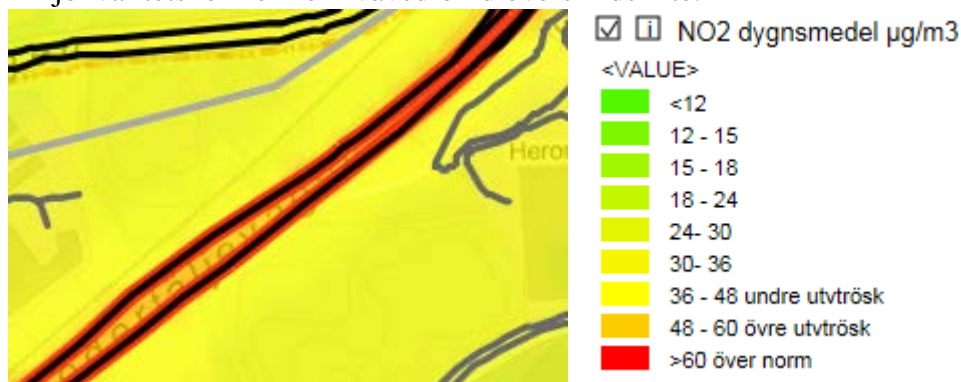 NO2 dygnsmedel µg/m3
<VALUE>
<12
12 - 15
15 - 18
18 - 24
24- 30
30- 36
36 - 48 undre utvtrösk
48 - 60 övre utvtrösk
>60 över norm
Heron